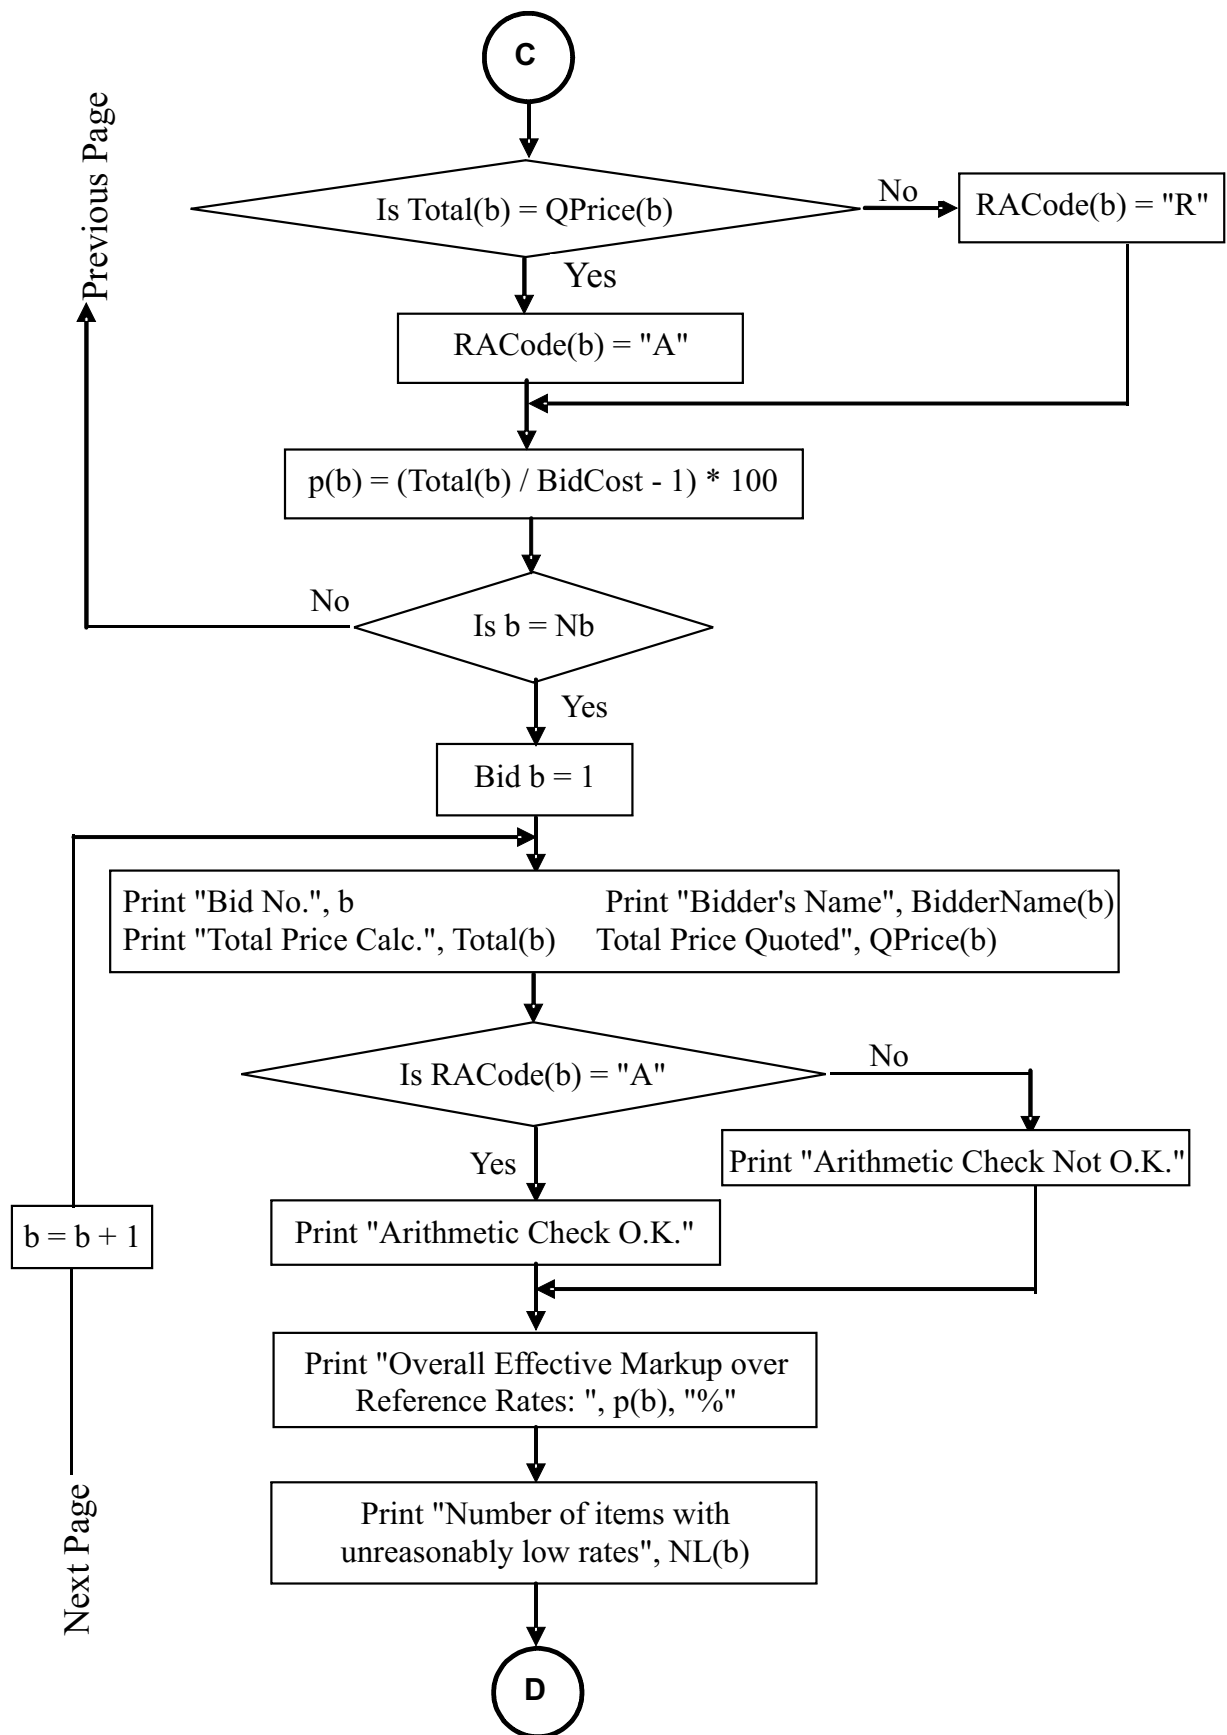 C
Previous Page
Is Total(b) = QPrice(b)
No
RACode(b) = "R"
Yes
RACode(b) = "A"
p(b) = (Total(b) / BidCost - 1) * 100
No
Is b = Nb
Yes
Bid b = 1
Print "Bid No.", b Print "Bidder's Name", BidderName(b)
Print "Total Price Calc.", Total(b) Total Price Quoted", QPrice(b)
Is RACode(b) = "A"
No
Yes
Print "Arithmetic Check Not O.K."
b = b + 1
Print "Arithmetic Check O.K."
Print "Overall Effective Markup over
Reference Rates: ", p(b), "%"
Print "Number of items with
unreasonably low rates", NL(b)
Next Page
D